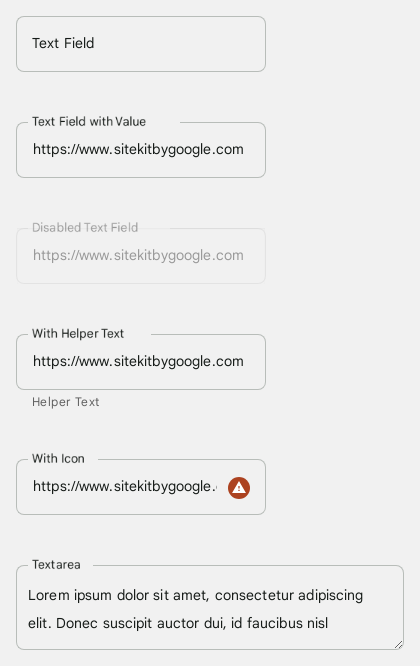 Text Field
Text Field with Value
https://www.sitekitbygoogle.com
Disabled Text Field
https://www.sitekitbygoogle.com
With Helper Text
https://www.sitekitbygoogle.com
Helper Text
With Icon
https://www.sitekitbygoogle.
Textarea
Lorem ipsum dolor sit amet, consectetur adipiscing
elit. Donec suscipit auctor dui, id faucibus nisl